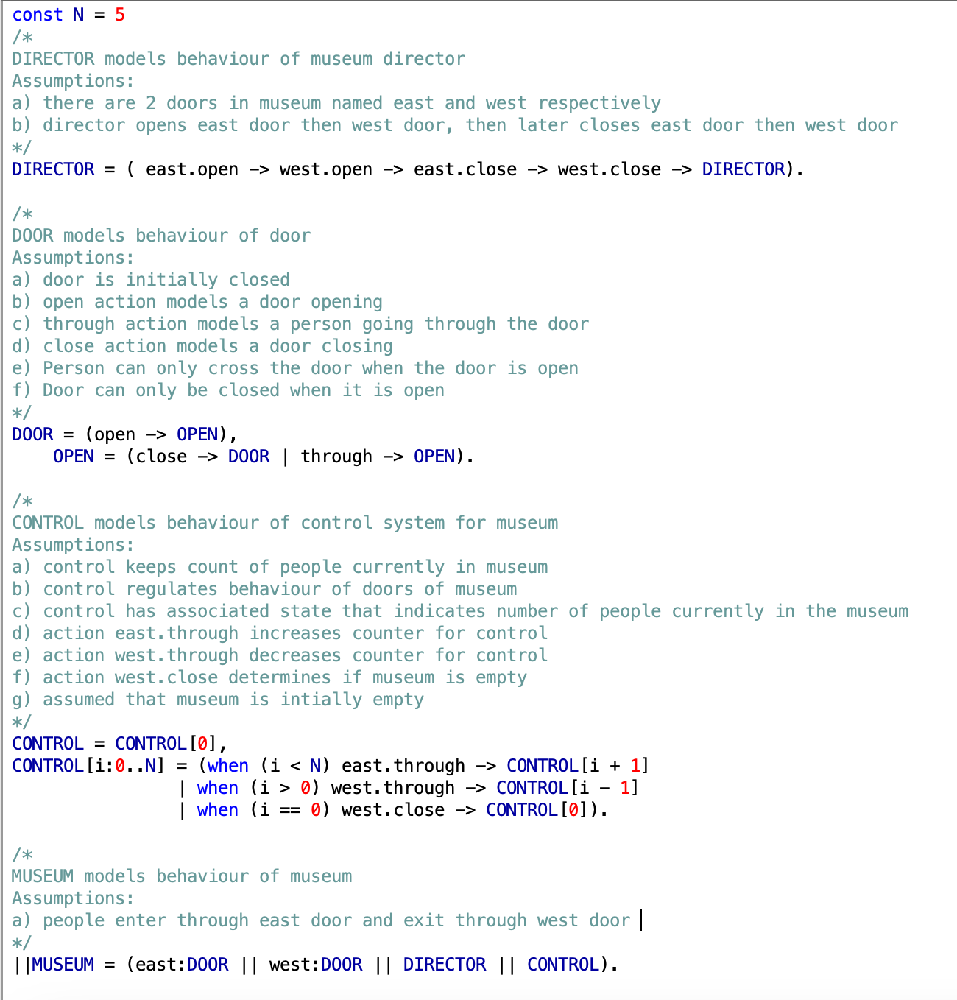 const N = 5
/*
DIRECTOR models behaviour of museum director
Assumptions:
a) there are 2 doors in museum named east and west respectively
b) director opens east door then west door, then later closes east door then west door
*/
DIRECTOR = ( east.open -> west.open -> east.close -> west.close -> DIRECTOR).
/*
DOOR models behaviour of door
Assumptions:
a) door is initially closed
b) open action models a door opening
c) through action models a person going through the door
d) close action models a door closing
e) Person can only cross the door when the door is open
f) Door can only be closed when it is open
*/
DOOR = (open -> OPEN),
OPEN = (close -> DOOR | through -> OPEN).
/*
CONTROL models behaviour of control system for museum
Assumptions:
a) control keeps count of people currently in museum
b) control regulates behaviour of doors of museum
c) control has associated state that indicates number of people currently in the museum
d) action east.through increases counter for control
e) action west.through decreases counter for control
f) action west.close determines if museum is empty
g) assumed that museum is intially empty
*/
CONTROL = CONTROL[0],
CONTROL[i:0..N] = (when (i < N) east.through -> CONTROL[i + 1]
| when (i > 0) west.through -> CONTROL[i - 1]
| when (i == 0) west.close -> CONTROL[0]).
/*
MUSEUM models behaviour of museum
Assumptions:
a) people enter through east door and exit through west door
*/
||MUSEUM = (east:DOOR || west:DOOR || DIRECTOR || CONTROL).